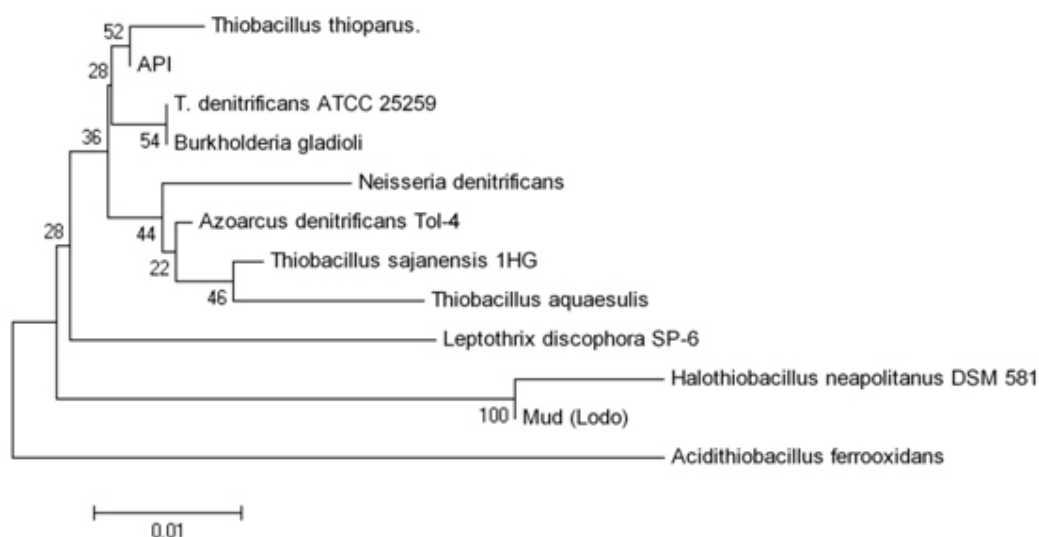 52
Thiobacillus thioparus.
API
28
T. denitrificans ATCC 25259
54
Burkholderia gladioli
36
Neisseria denitrificans
44
Azoarcus denitrificans Tol-4
28
22
Thiobacillus sajanensis 1HG
46
Thiobacillus aquaesulis
Leptothrix discophora SP-6
Halothiobacillus neapolitanus DSM 581
100
Mud (Lodo)
Acidithiobacillus ferrooxidans
0.01